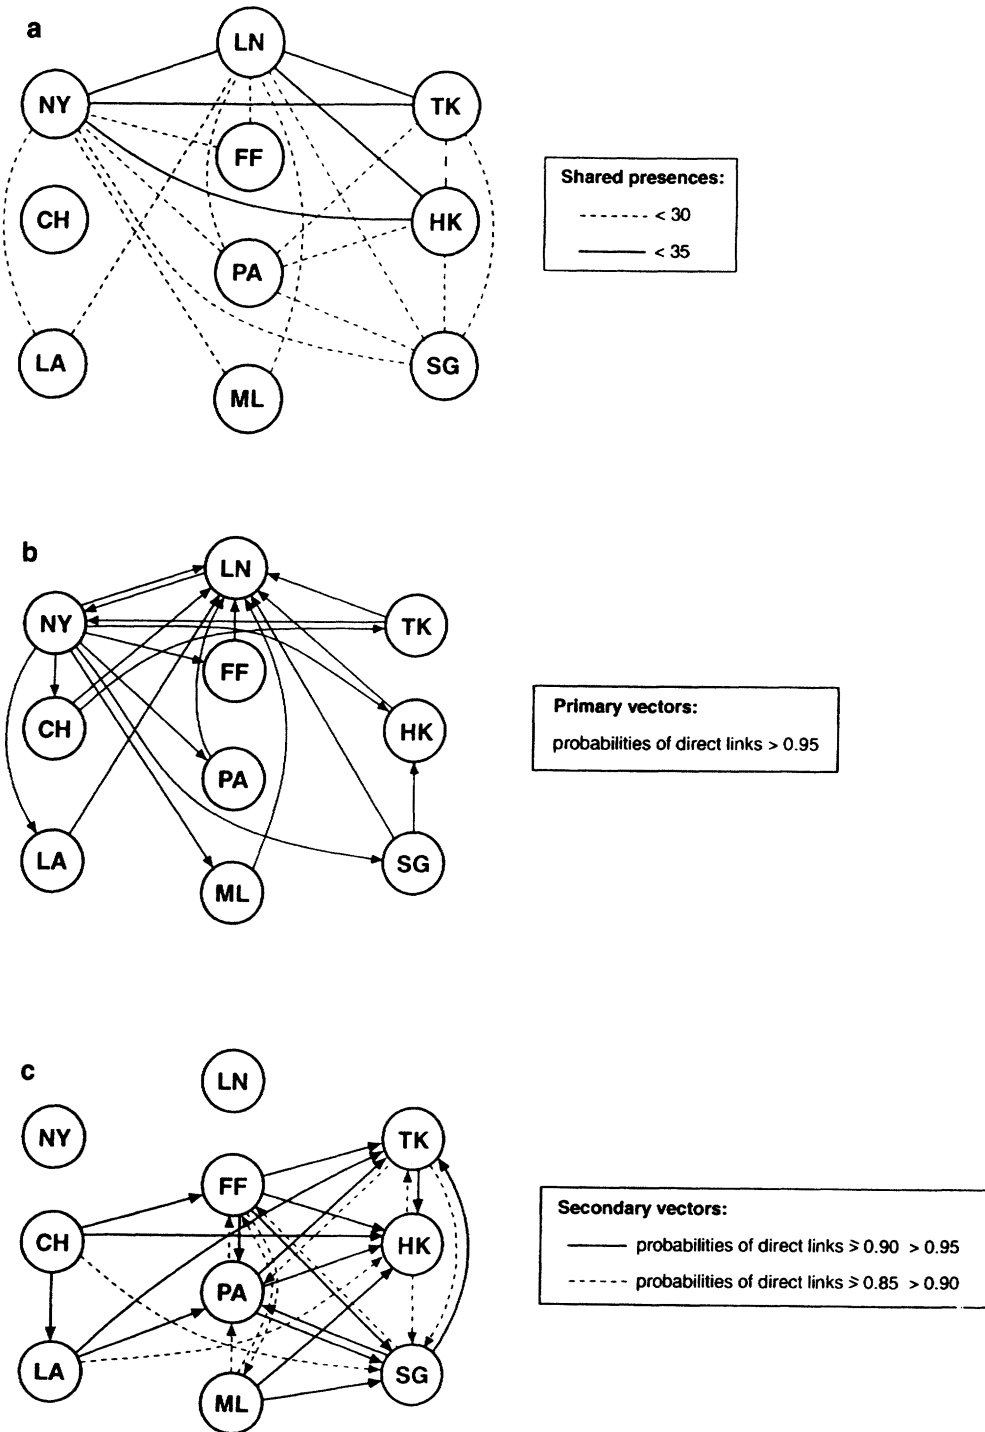 a
LN
NY
TK
FF
CH
HK
PA
LA
SG
ML
Shared presences:
< 30
< 35
b
LN
NY
TK
FF
CH
HK
PA
LA
SG
ML
Primary vectors:
probabilities of direct links > 0.95
c
LN
NY
TK
FF
CH
HK
PA
LA
SG
ML
Secondary vectors:
probabilities of direct links ≥ 0.90 > 0.95
probabilities of direct links ≥ 0.85 > 0.90